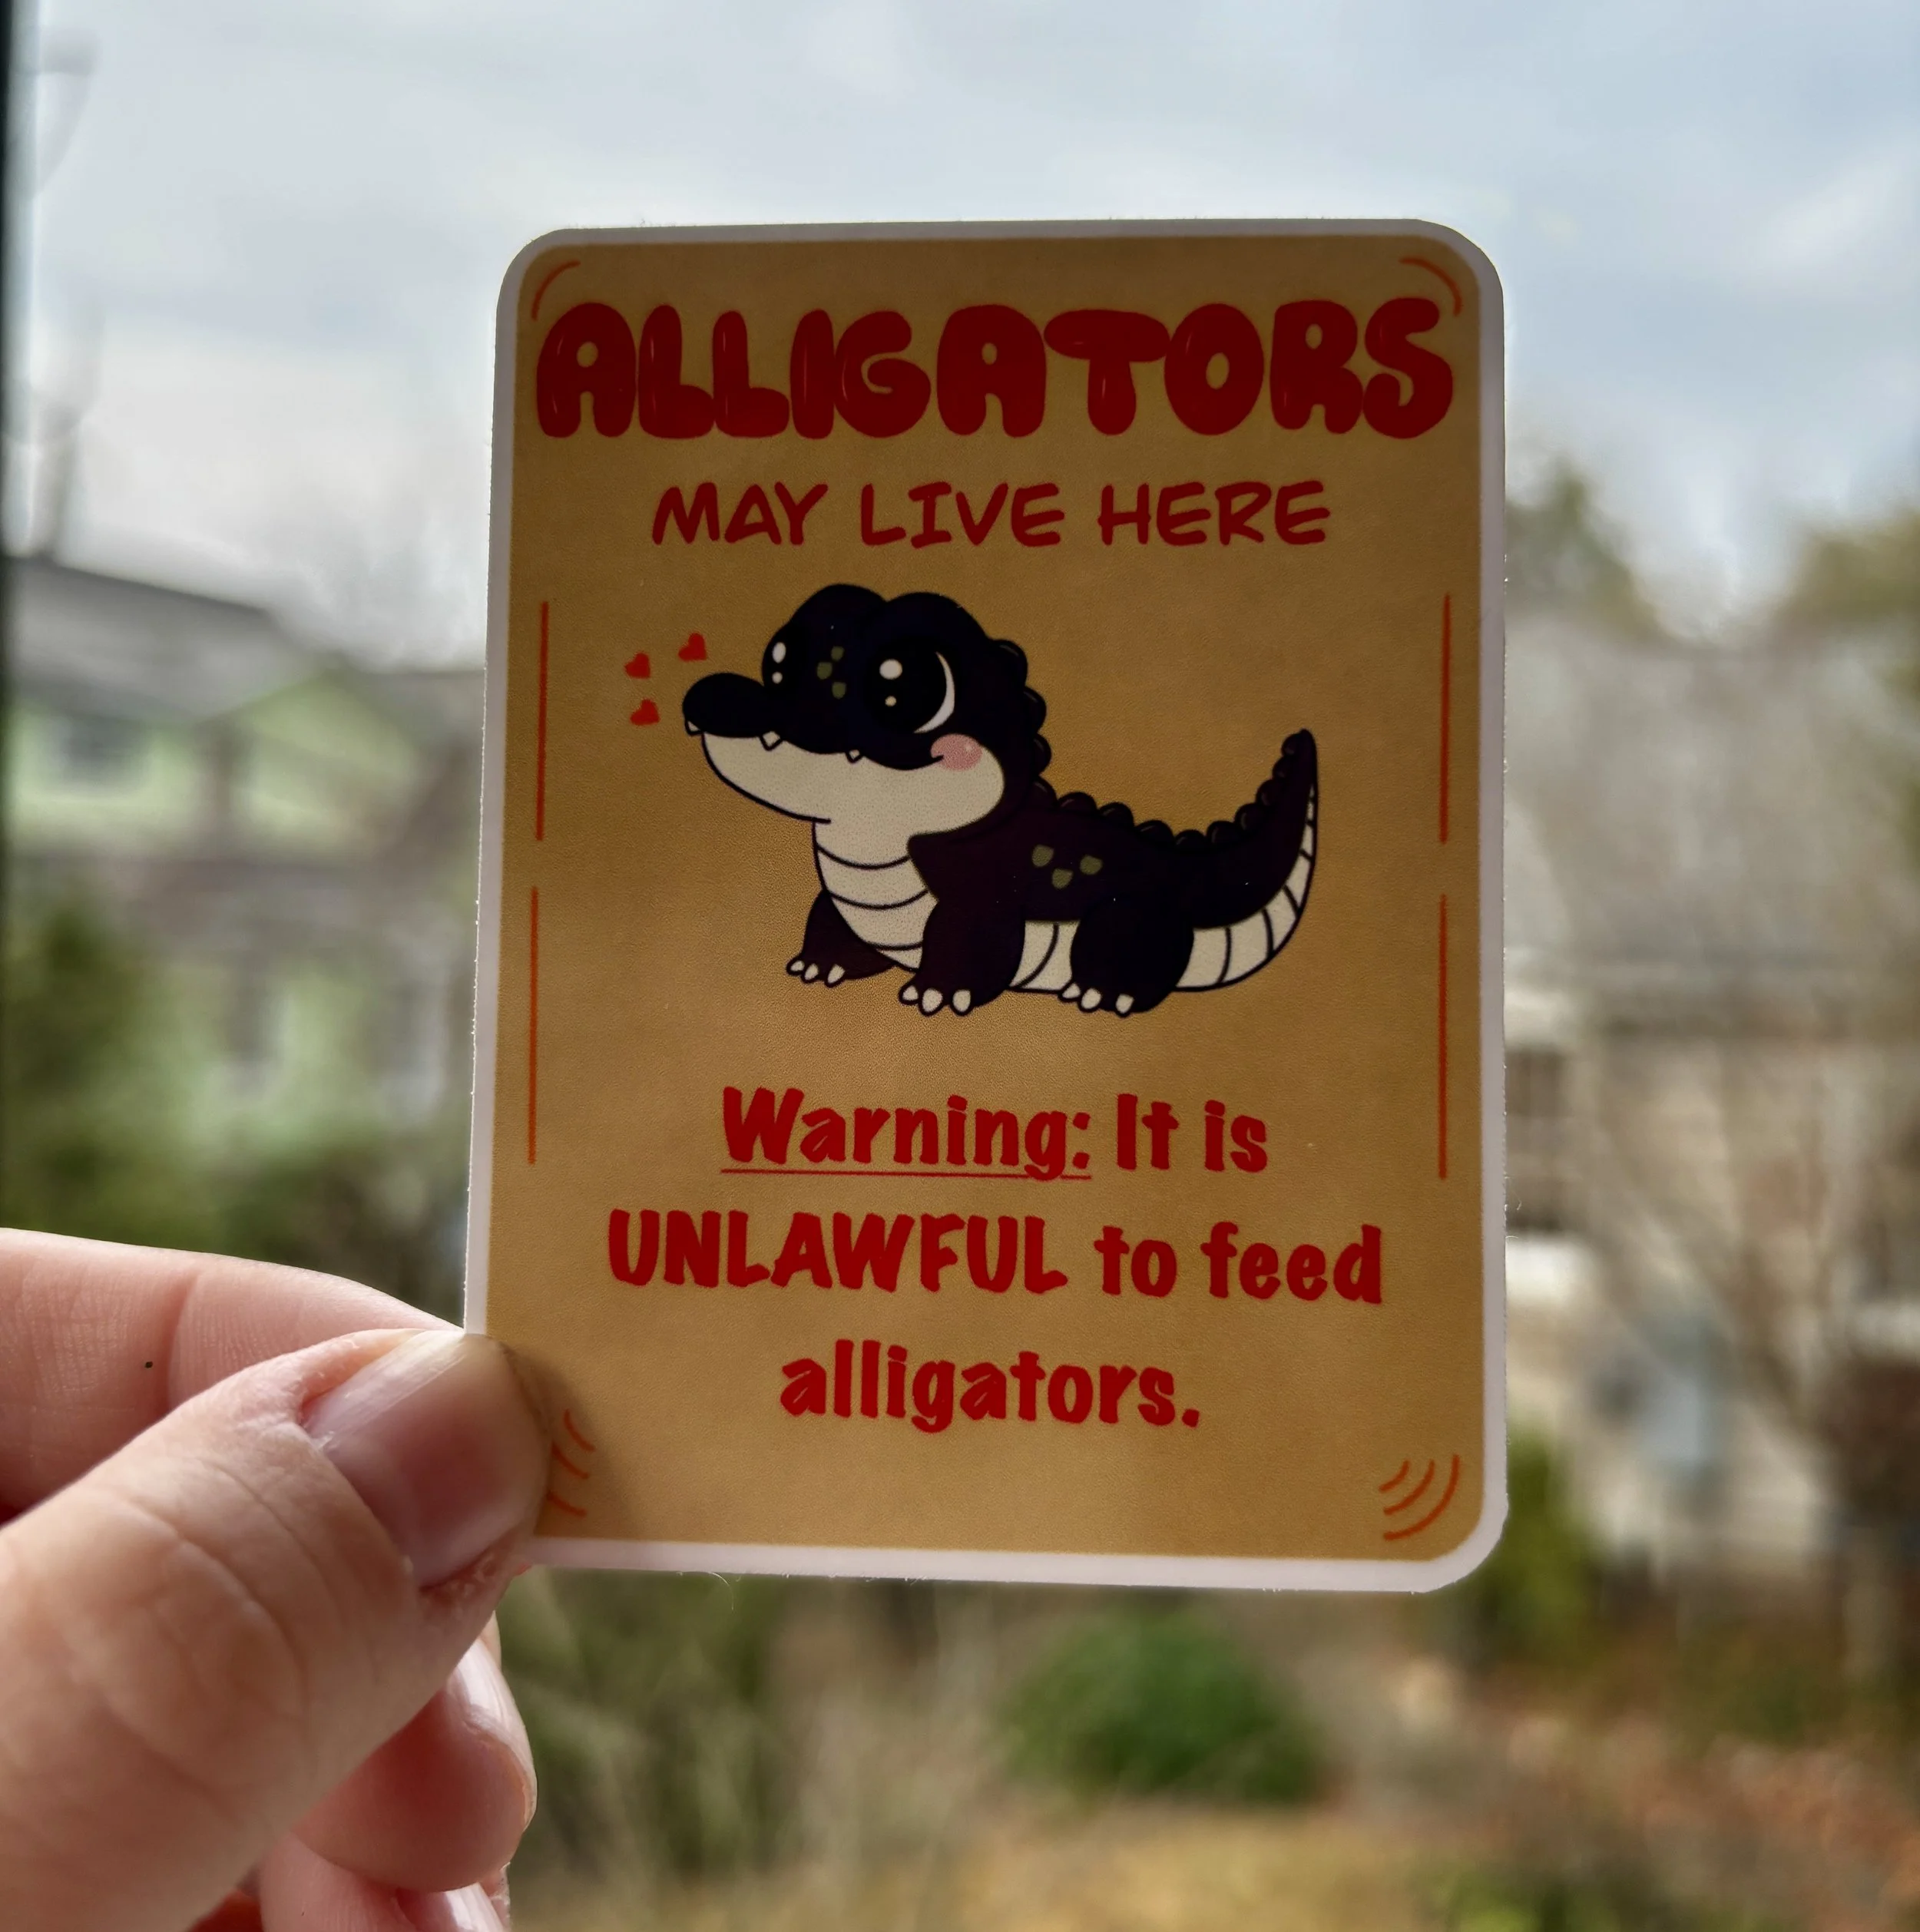 ALLIGATORS
MAY LIVE HERE
Warning: It is
UNLAWFUL to feed
alligators.